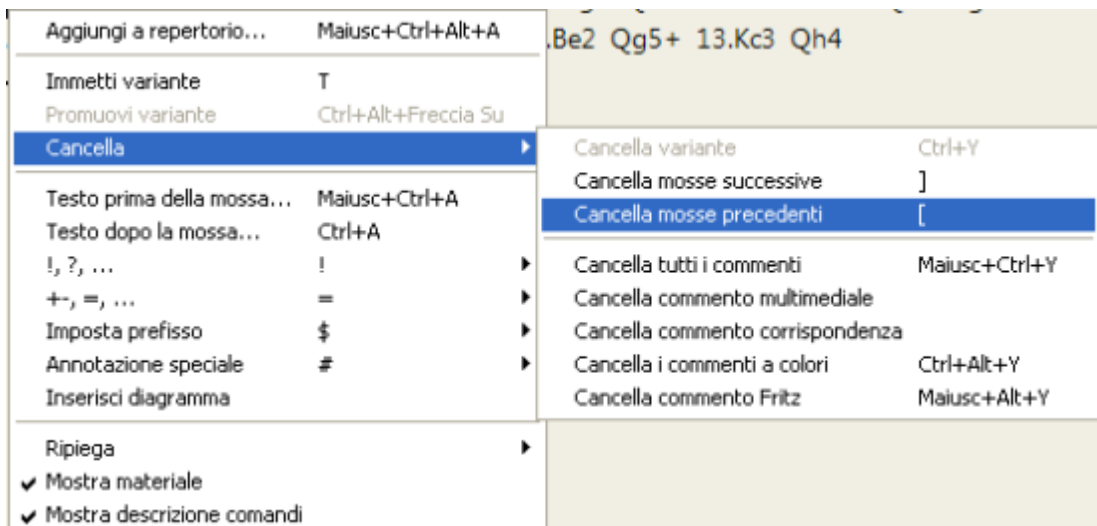 Aggiungi a repertorio... Maiusc+Ctrl+Alt+A
.Be2 Qg5+ 13.Kc3 Qh4
Immetti variante T
Promuovi variante Ctrl+Alt+Freccia Su
Cancella
Cancella variante Ctrl+Y
Cancella mosse successive ]
Cancella mosse precedenti [
Cancella tutti i commenti Maiusc+Ctrl+Y
Cancella commento multimediale
Cancella commento corrispondenza
Cancella i commenti a colori Ctrl+Alt+Y
Cancella commento Fritz Maiusc+Alt+Y
Testo prima della mossa... Maiusc+Ctrl+A
Testo dopo la mossa... Ctrl+A
!, ?, ... !
+-, =, ... =
Imposta prefisso $
Annotazione speciale #
Inserisci diagramma
Ripiega
Mostra materiale
Mostra descrizione comandi